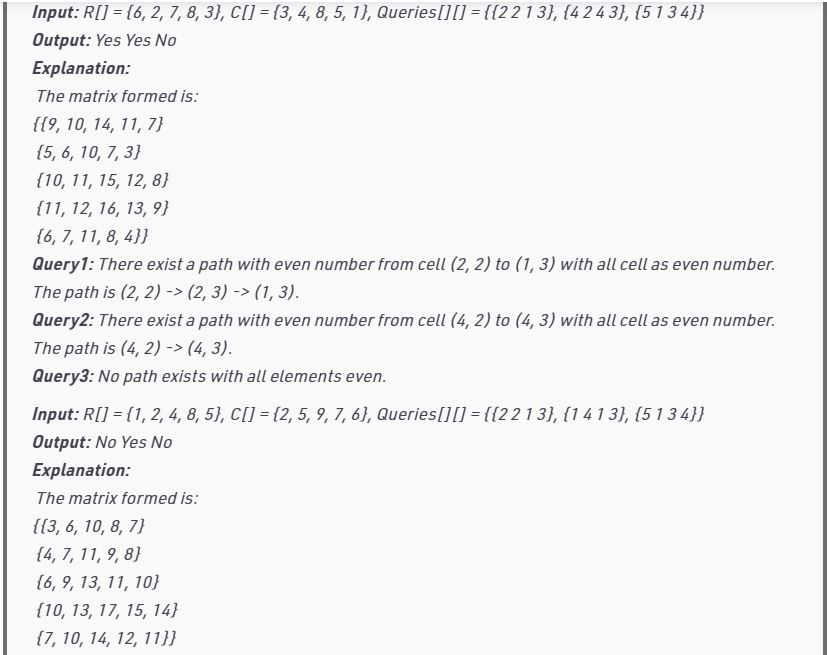 Input: R[] = {6, 2, 7, 8, 3}, C[] = {3, 4, 8, 5, 1}, Queries[][] = {{2 2 1 3}, {4 2 4 3}, {5 1 3 4}}
Output: Yes Yes No
Explanation:
The matrix formed is:
{{9, 10, 14, 11, 7}
{5, 6, 10, 7, 3}
{10, 11, 15, 12, 8}
{11, 12, 16, 13, 9}
{6, 7, 11, 8, 4}}
Query1: There exist a path with even number from cell (2, 2) to (1, 3) with all cell as even number.
The path is (2, 2) -> (2, 3) -> (1, 3).
Query2: There exist a path with even number from cell (4, 2) to (4, 3) with all cell as even number.
The path is (4, 2) -> (4, 3).
Query3: No path exists with all elements even.
Input: R[] = {1, 2, 4, 8, 5}, C[] = {2, 5, 9, 7, 6}, Queries[][] = {{2 2 1 3}, {1 4 1 3}, {5 1 3 4}}
Output: No Yes No
Explanation:
The matrix formed is:
{{3, 6, 10, 8, 7}
{4, 7, 11, 9, 8}
{6, 9, 13, 11, 10}
{10, 13, 17, 15, 14}
{7, 10, 14, 12, 11}}